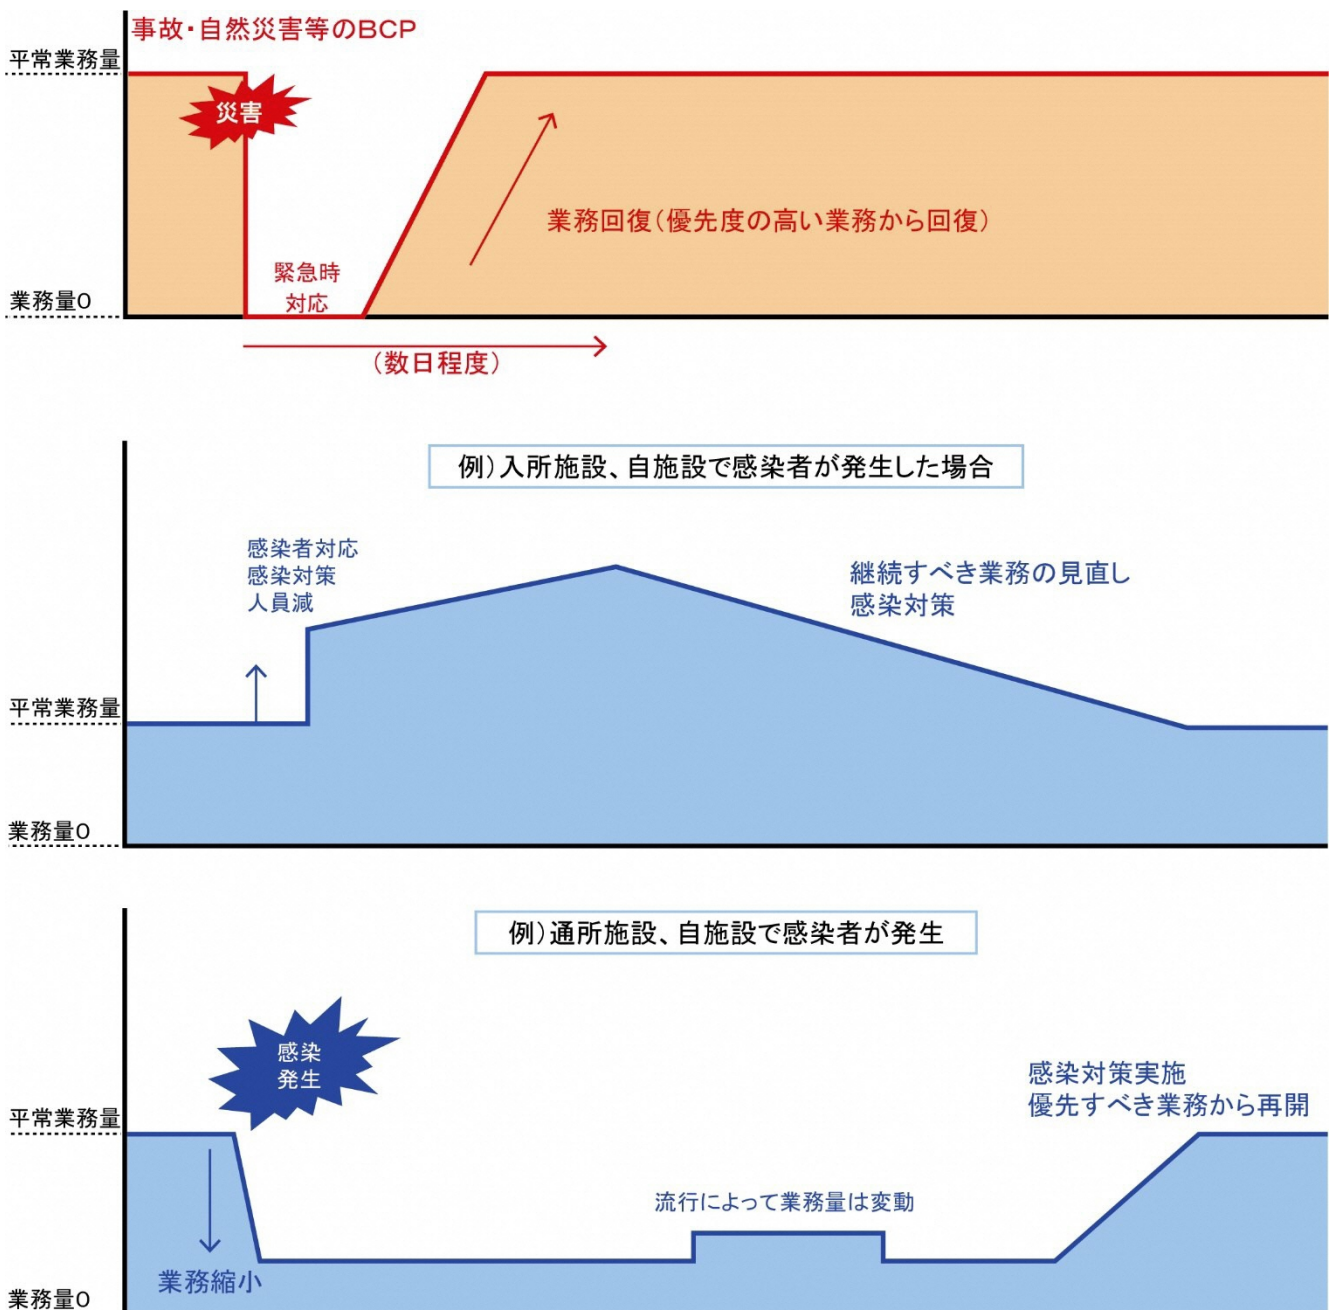 事故・自然災害等のBCP
平常業務量
災害
業務回復(優先度の高い業務から回復)
緊急時
対応
業務量0
(数日程度)
例)入所施設、自施設で感染者が発生した場合
感染者対応
感染対策
人員減
継続すべき業務の見直し
感染対策
平常業務量
業務量0
例)通所施設、自施設で感染者が発生
感染
発生
感染対策実施
優先すべき業務から再開
平常業務量
流行によって業務量は変動
業務縮小
業務量0